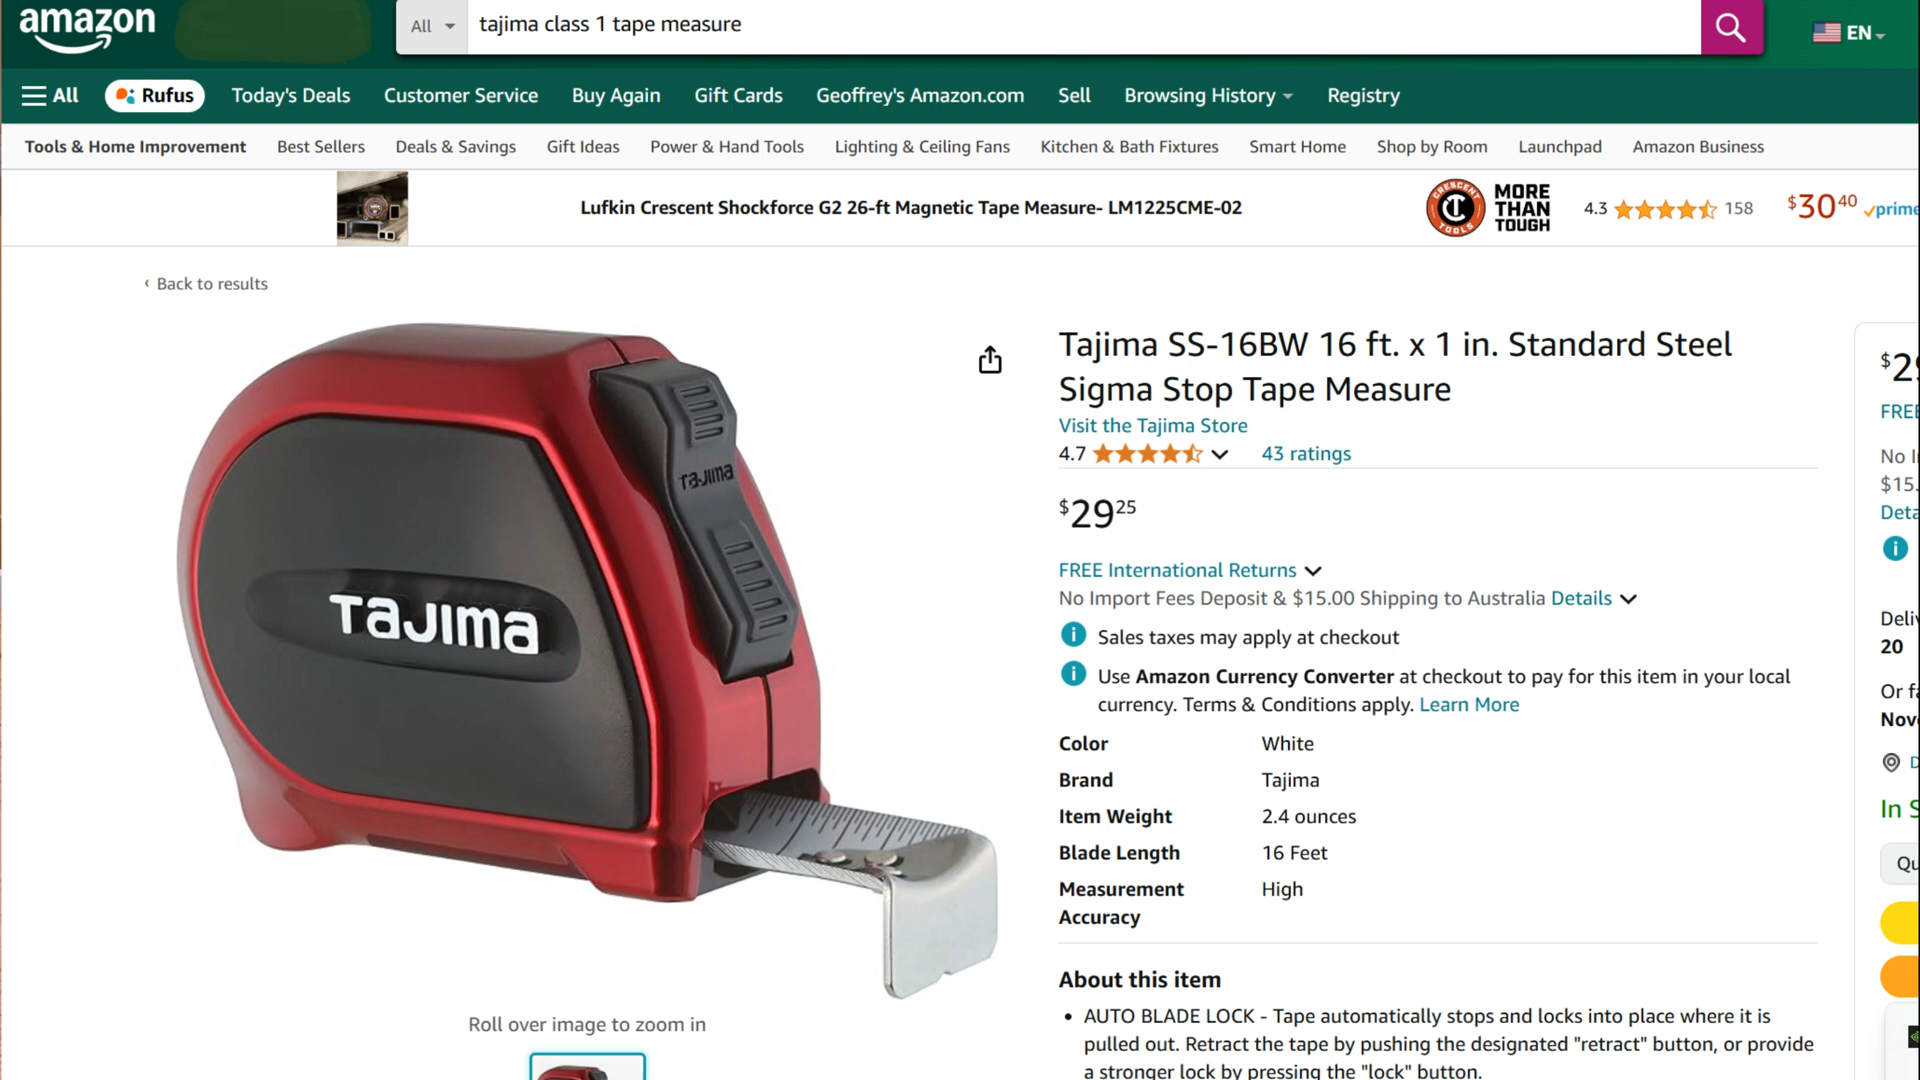 amazon
All
tajima class 1 tape measure
EN
All
Rufus
Today's Deals
Customer Service
Buy Again
Gift Cards
Geoffrey's Amazon.com
Sell
Browsing History
Registry
Tools & Home Improvement
Best Sellers
Deals & Savings
Gift Ideas
Power & Hand Tools
Lighting & Ceiling Fans
Kitchen & Bath Fixtures
Smart Home
Shop by Room
Launchpad
Amazon Business
Lufkin Crescent Shockforce G2 26-ft Magnetic Tape Measure- LM1225CME-02
CRESCENT
TOOLS
MORE
THAN
TOUGH
4.3
158
$30 40
prime
‹ Back to results
TaJIma
TaJIma
Roll over image to zoom in
Tajima SS-16BW 16 ft. x 1 in. Standard Steel
Sigma Stop Tape Measure
Visit the Tajima Store
4.7
43 ratings
$29 25
FREE International Returns
No Import Fees Deposit & $15.00 Shipping to Australia Details
Sales taxes may apply at checkout
Use Amazon Currency Converter at checkout to pay for this item in your local
currency. Terms & Conditions apply. Learn More
Color White
Brand Tajima
Item Weight 2.4 ounces
Blade Length 16 Feet
Measurement High
Accuracy
About this item
• AUTO BLADE LOCK - Tape automatically stops and locks into place where it is
pulled out. Retract the tape by pushing the designated "retract" button, or provide
a stronger lock by pressing the "lock" button.
FREE
No
$15.
20
Or
Nov
In